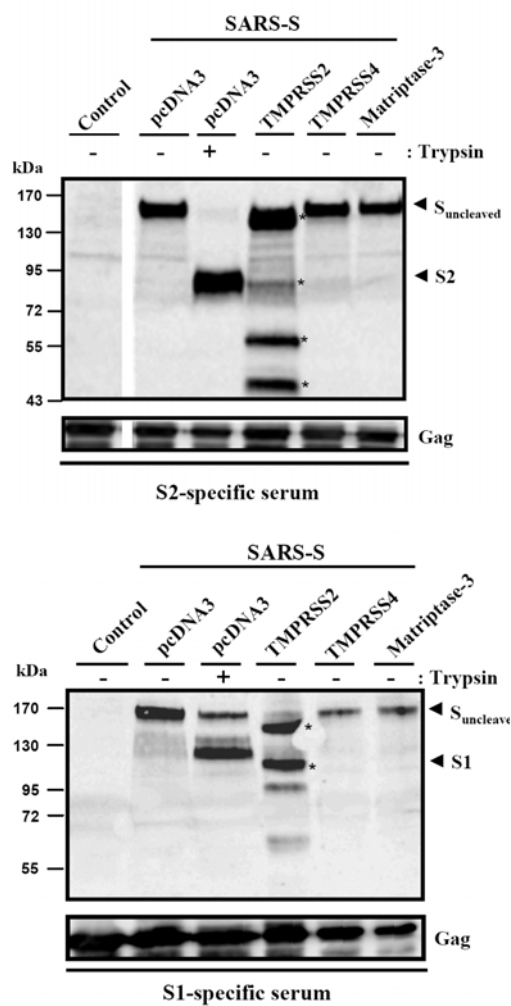 SARS-S
Control pcDNA3 pcDNA3 TMPRSS2 TMPRSS4 Matriptase-3
- - + - - - : Trypsin
kDa
170
S uncleaved
130
95
S2
72
55
43
*
*
*
*
Gag
S2-specific serum
SARS-S
Control pcDNA3 pcDNA3 TMPRSS2 TMPRSS4 Matriptase-3
- - + - - - : Trypsin
kDa
170
S uncleave
*
130
S1
*
95
72
55
Gag
S1-specific serum